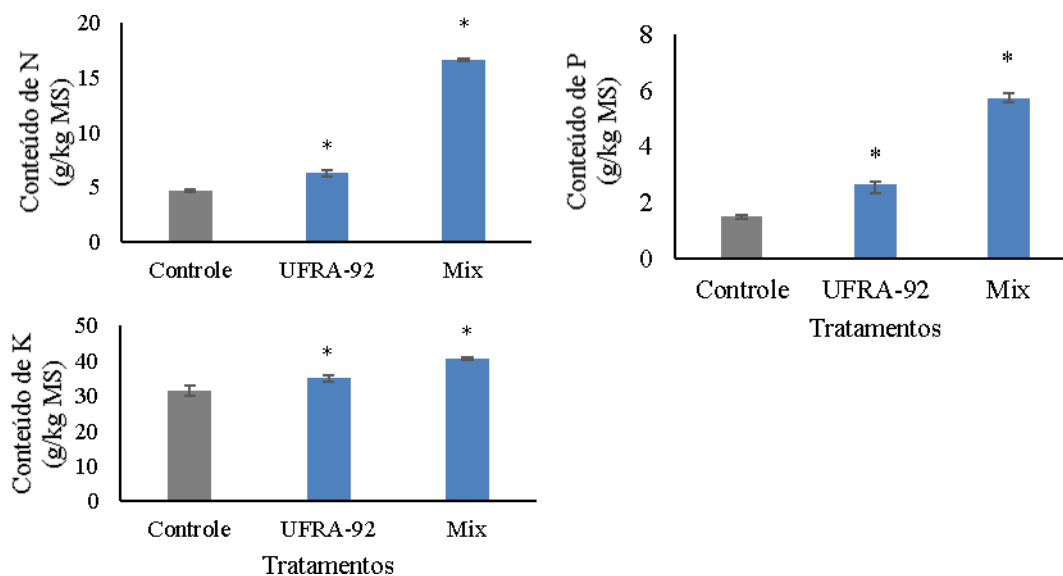 Conteúdo de N
(g/kg MS)
20
15
10
5
0
*
*
Controle
UFRA-92
Mix
Conteúdo de P
(g/kg MS)
8
6
4
2
0
*
*
Controle
UFRA-92
Mix
Tratamentos
Conteúdo de K
(g/kg MS)
50
40
30
20
10
0
*
*
Controle
UFRA-92
Mix
Tratamentos